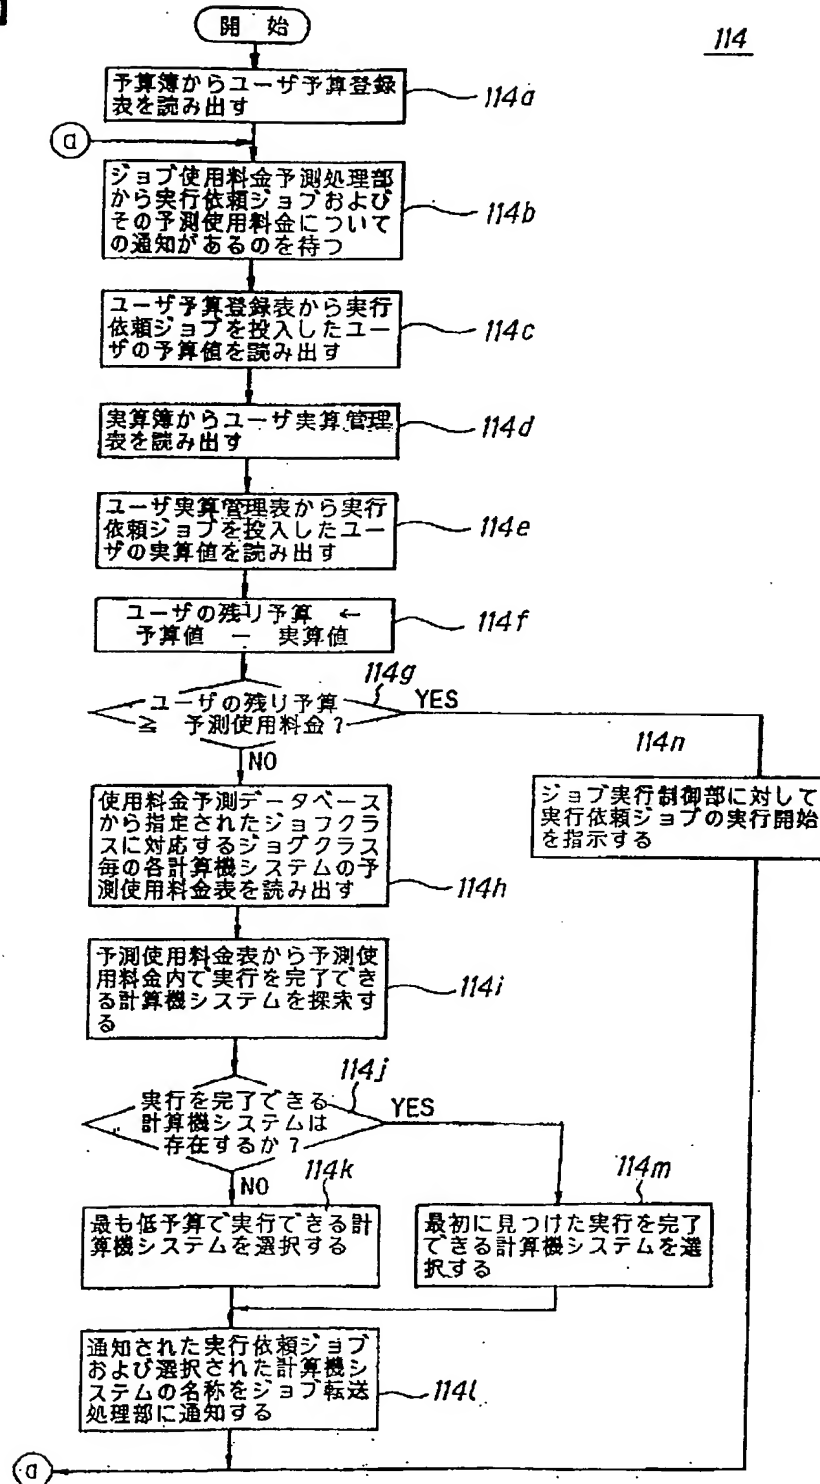 開 始
114
予算簿からユーザ予算登録
表を読み出す
114a
a
ジョブ使用料金予測処理部
から実行依頼ジョブおよび
その予測使用料金について
の通知があるのを待つ
114b
ユーザ予算登録表から実行
依頼ジョブを投入したユー
ザの予算値を読み出す
114c
実算簿からユーザ実算管理
表を読み出す
114d
ユーザ実算管理表から実行
依頼ジョブを投入したユー
ザの実算値を読み出す
114e
ユーザの残り予算 ←
予算値 − 実算値
114f
114g
ユーザの残り予算
≧ 予測使用料金?
YES
NO
114n
ジョブ実行制御部に対して
実行依頼ジョブの実行開始
を指示する
使用料金予測データベース
から指定されたジョブクラ
スに対応するジョグクラス
毎の各計算機システムの予
測使用料金表を読み出す
114h
予測使用料金表から予測使
用料金内で実行を完了でき
る計算機システムを探末す
る
114i
114j
実行を完了できる
計算機システムは
存在するか?
YES
NO
114k
最も低予算で実行できる計
算機システムを選択する
114m
最初に見つけた実行を完了
できる計算機システムを選
択する
通知された実行依頼ジョブ
および選択された計算機シ
ステムの名称をジョブ転送
処理部に通知する
114l
a